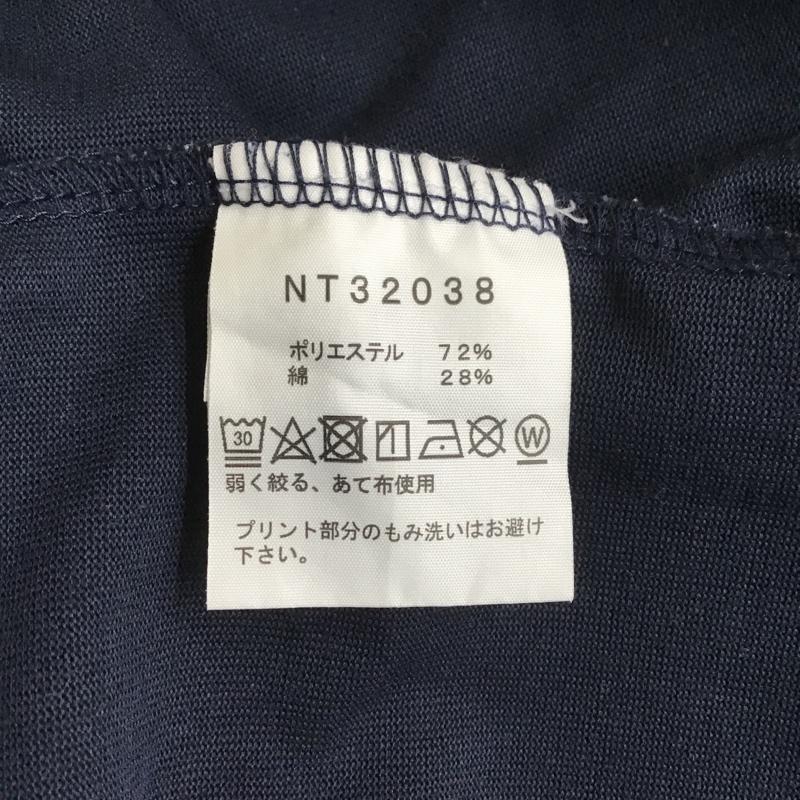 NT32038
ポリエステル 72%
綿 28%
30 W
弱く絞る、あて布使用
プリント部分のもみ洗いはお避け
下さい。